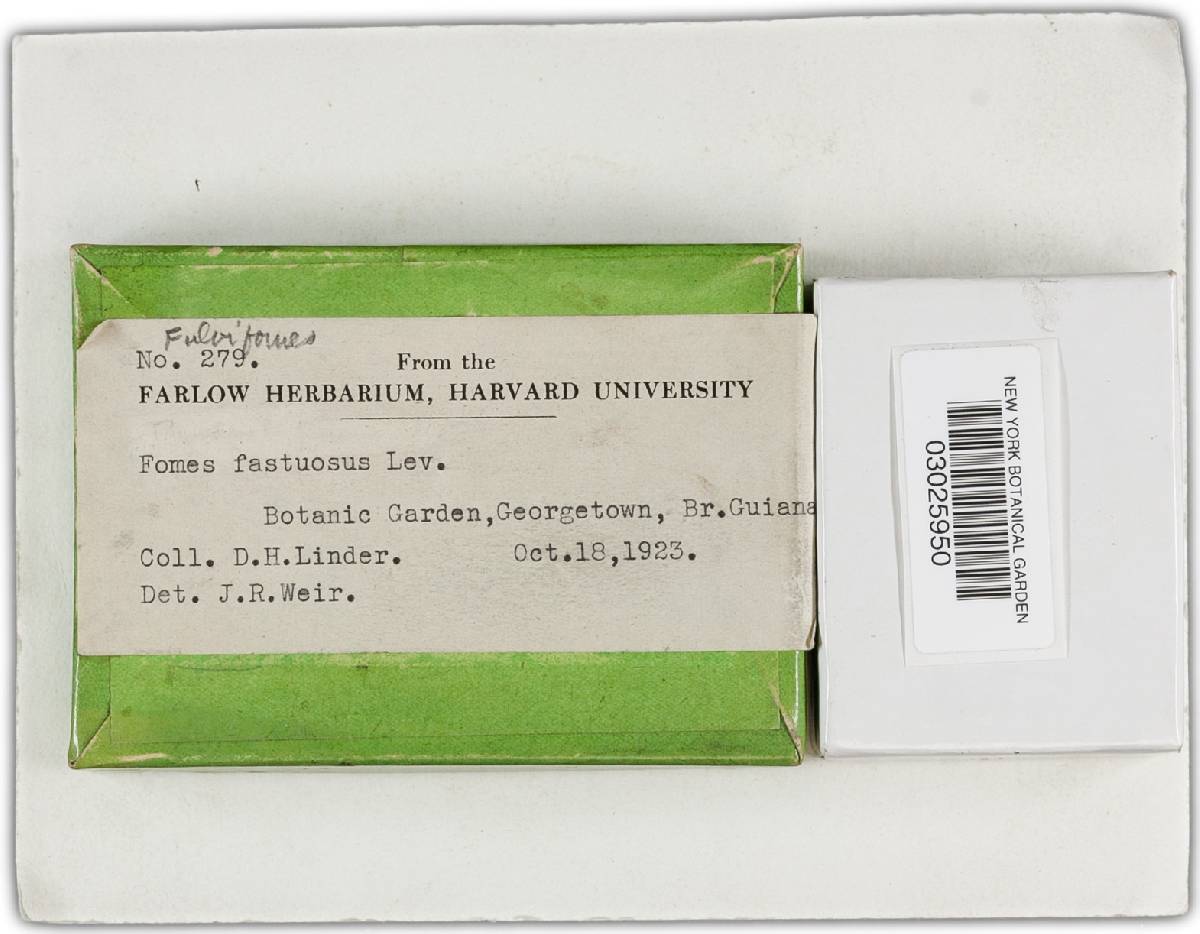 Fulvifomes
No. 279. From the
FARLOW HERBARIUM, HARVARD UNIVERSITY
Fomes fastuosus Lev.
Botanic Garden,Georgetown, Br.Guiana
Coll. D.H.Linder. Oct.18,1923.
Det. J.R.Weir.
NEW YORK BOTANICAL GARDEN
03025950